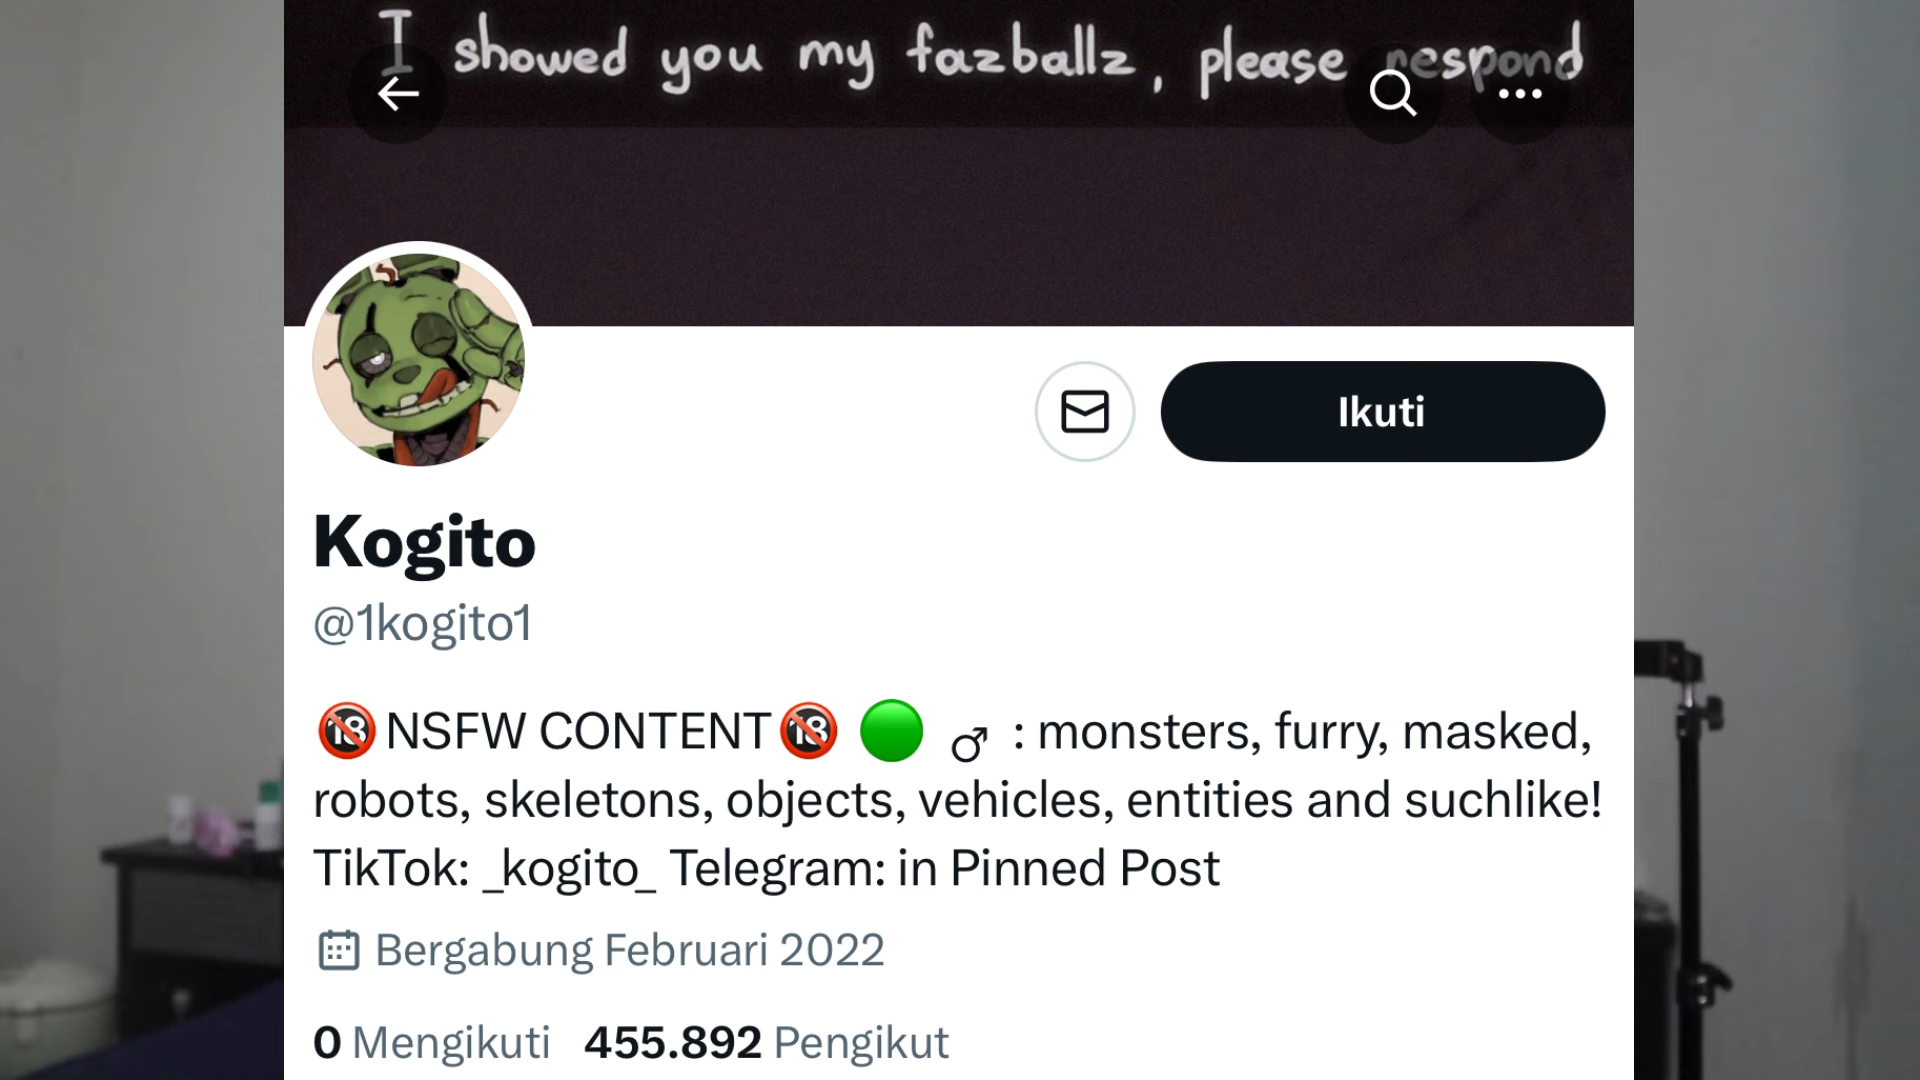 I showed you my fazballz, please respond
Ikuti
Kogito
@1kogito1
🔞NSFW CONTENT🔞 🟢 ♂ : monsters, furry, masked,
robots, skeletons, objects, vehicles, entities and suchlike!
TikTok: _kogito_ Telegram: in Pinned Post
Bergabung Februari 2022
0 Mengikuti 455.892 Pengikut